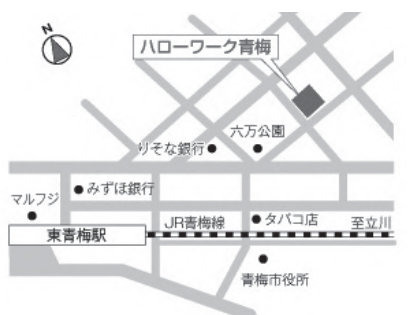 N
ハローワーク青梅
六万公園
りそな銀行
みずほ銀行
マルフジ
JR青梅線
タバコ店
至立川
東青梅駅
青梅市役所